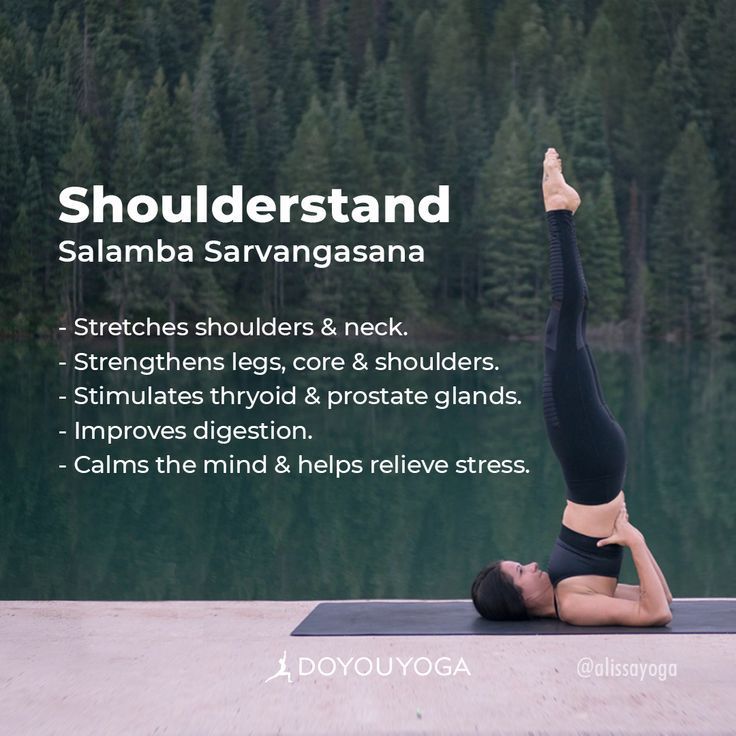 Shoulderstand
Salamba Sarvangasana
- Stretches shoulders & neck.
- Strengthens legs, core & shoulders.
- Stimulates thryoid & prostate glands.
- Improves digestion.
- Calms the mind & helps relieve stress.
DOYOUYOGA
@alissayoga